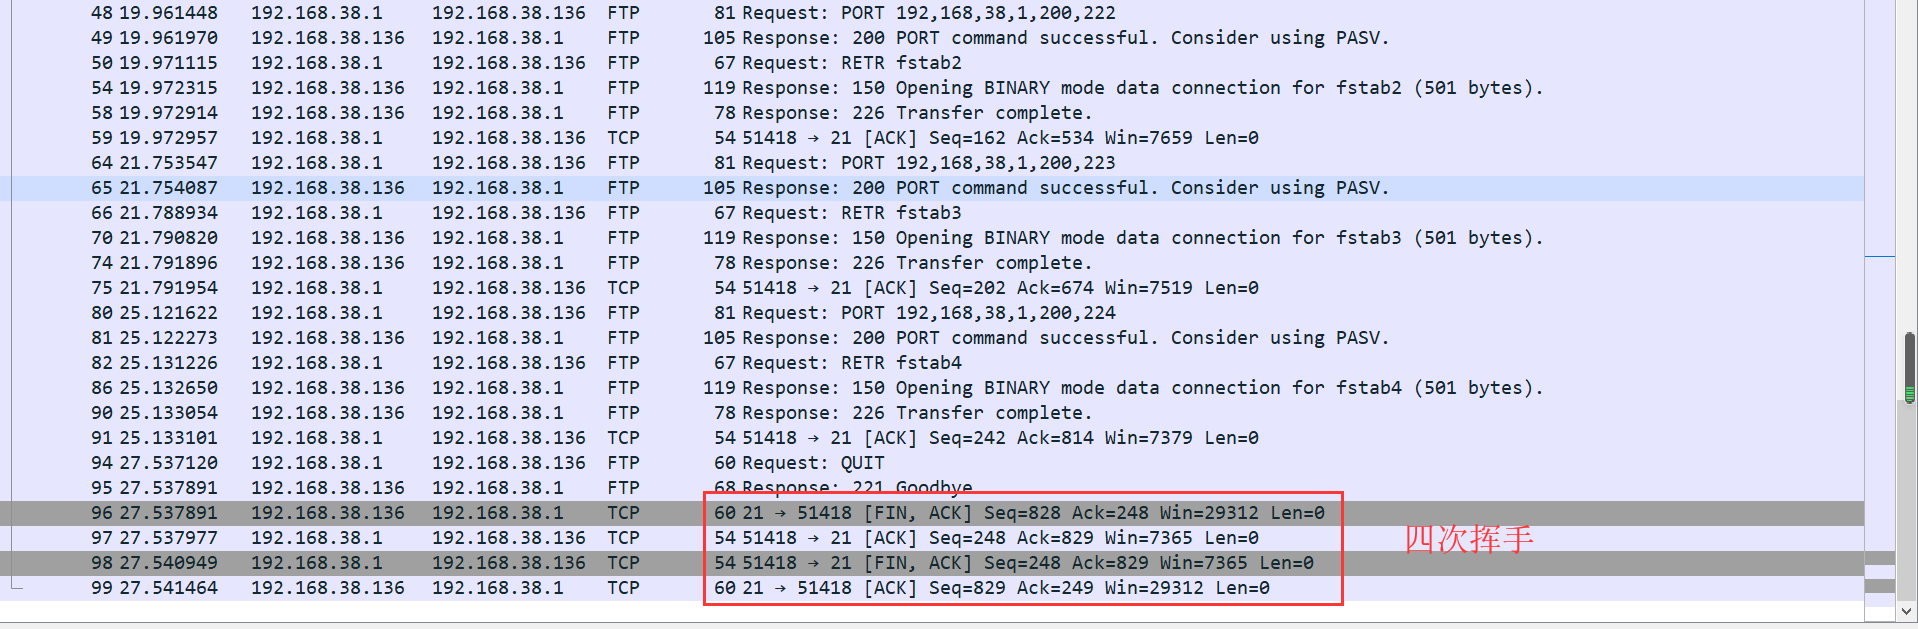 48 19.961448 192.168.38.1 192.168.38.136 FTP 81 Request: PORT 192,168,38,1,200,222
49 19.961970 192.168.38.136 192.168.38.1 FTP 105 Response: 200 PORT command successful. Consider using PASV.
50 19.971115 192.168.38.1 192.168.38.136 FTP 67 Request: RETR fstab2
54 19.972315 192.168.38.136 192.168.38.1 FTP 119 Response: 150 Opening BINARY mode data connection for fstab2 (501 bytes).
58 19.972914 192.168.38.136 192.168.38.1 FTP 78 Response: 226 Transfer complete.
59 19.972957 192.168.38.1 192.168.38.136 TCP 54 51418 → 21 [ACK] Seq=162 Ack=534 Win=7659 Len=0
64 21.753547 192.168.38.1 192.168.38.136 FTP 81 Request: PORT 192,168,38,1,200,223
65 21.754087 192.168.38.136 192.168.38.1 FTP 105 Response: 200 PORT command successful. Consider using PASV.
66 21.788934 192.168.38.1 192.168.38.136 FTP 67 Request: RETR fstab3
70 21.790820 192.168.38.136 192.168.38.1 FTP 119 Response: 150 Opening BINARY mode data connection for fstab3 (501 bytes).
74 21.791896 192.168.38.136 192.168.38.1 FTP 78 Response: 226 Transfer complete.
75 21.791954 192.168.38.1 192.168.38.136 TCP 54 51418 → 21 [ACK] Seq=202 Ack=674 Win=7519 Len=0
80 25.121622 192.168.38.1 192.168.38.136 FTP 81 Request: PORT 192,168,38,1,200,224
81 25.122273 192.168.38.136 192.168.38.1 FTP 105 Response: 200 PORT command successful. Consider using PASV.
82 25.131226 192.168.38.1 192.168.38.136 FTP 67 Request: RETR fstab4
86 25.132650 192.168.38.136 192.168.38.1 FTP 119 Response: 150 Opening BINARY mode data connection for fstab4 (501 bytes).
90 25.133054 192.168.38.136 192.168.38.1 FTP 78 Response: 226 Transfer complete.
91 25.133101 192.168.38.1 192.168.38.136 TCP 54 51418 → 21 [ACK] Seq=242 Ack=814 Win=7379 Len=0
94 27.537120 192.168.38.1 192.168.38.136 FTP 60 Request: QUIT
95 27.537891 192.168.38.136 192.168.38.1 FTP 68 Response: 221 Goodbye
96 27.537891 192.168.38.136 192.168.38.1 TCP 60 21 → 51418 [FIN, ACK] Seq=828 Ack=248 Win=29312 Len=0
97 27.537977 192.168.38.1 192.168.38.136 TCP 54 51418 → 21 [ACK] Seq=248 Ack=829 Win=7365 Len=0
四次挥手
98 27.540949 192.168.38.1 192.168.38.136 TCP 54 51418 → 21 [FIN, ACK] Seq=248 Ack=829 Win=7365 Len=0
99 27.541464 192.168.38.136 192.168.38.1 TCP 60 21 → 51418 [ACK] Seq=829 Ack=249 Win=29312 Len=0